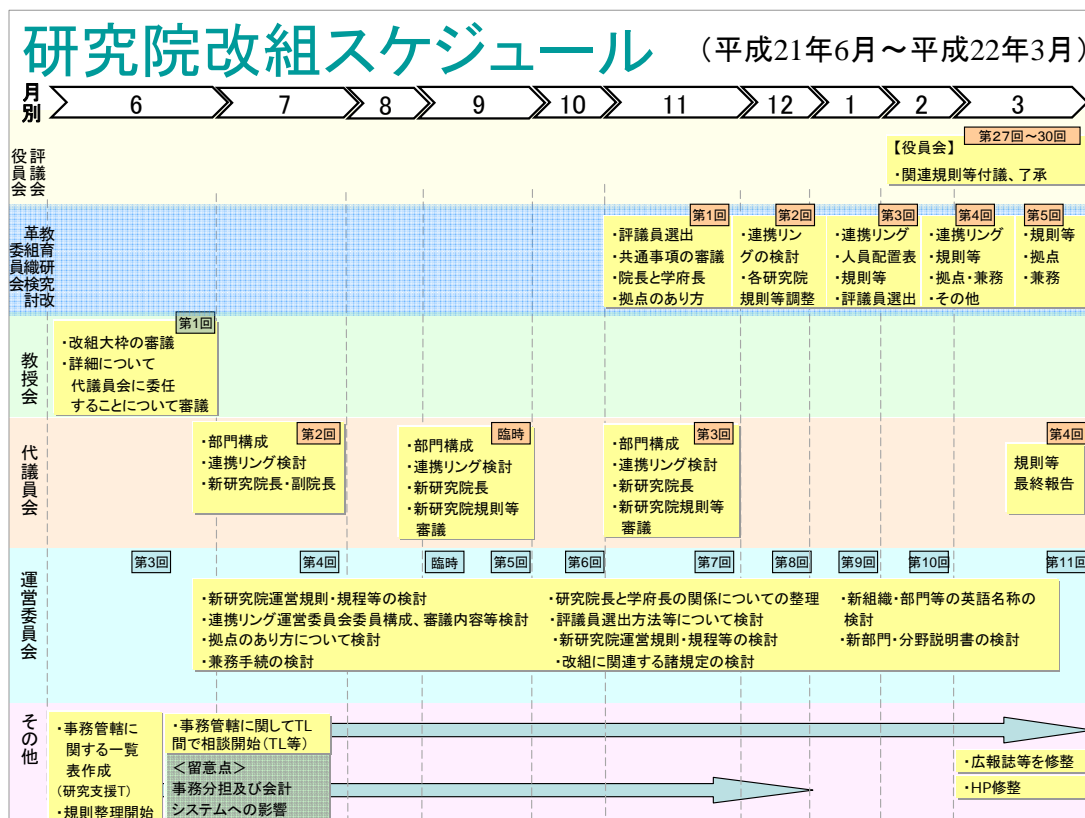 研究院改組スケジュール
（平成21年6月～平成22年3月）
月別
6
7
8
9
10
11
12
1
2
3
評議会
役員会
第27回～30回
【役員会】
・関連規則等付議、了承
教育研究改
革組織検討
委員会
第1回
・評議員選出
・共通事項の審議
・院長と学府長
・拠点のあり方
第2回
・連携リン
グの検討
・各研究院
規則等調整
第3回
・連携リング
・人員配置表
・規則等
・評議員選出
第4回
・連携リング
・規則等
・拠点・兼務
・その他
第5回
・規則等
・拠点
・兼務
教授会
第1回
・改組大枠の審議
・詳細について
代議員会に委任
することについて審議
代議員会
第2回
・部門構成
・連携リング検討
・新研究院長・副院長
臨時
・部門構成
・連携リング検討
・新研究院長
・新研究院規則等
審議
第3回
・部門構成
・連携リング検討
・新研究院長
・新研究院規則等
審議
第4回
規則等
最終報告
運営委員会
第3回
第4回
臨時
第5回
第6回
第7回
第8回
第9回
第10回
第11回
・新研究院運営規則・規程等の検討
・連携リング運営委員会委員構成、審議内容等検討
・拠点のあり方について検討
・兼務手続の検討
・研究院長と学府長の関係についての整理
・評議員選出方法等について検討
・新研究院運営規則・規程等の検討
・改組に関連する諸規定の検討
・新組織・部門等の英語名称の
検討
・新部門・分野説明書の検討
その他
・事務管轄に
関する一覧
表作成
(研究支援T)
・規則整理開始
・事務管轄に関してTL
間で相談開始(TL等)
＜留意点＞
事務分担及び会計
システムへの影響
・広報誌等を修整
・HP修整